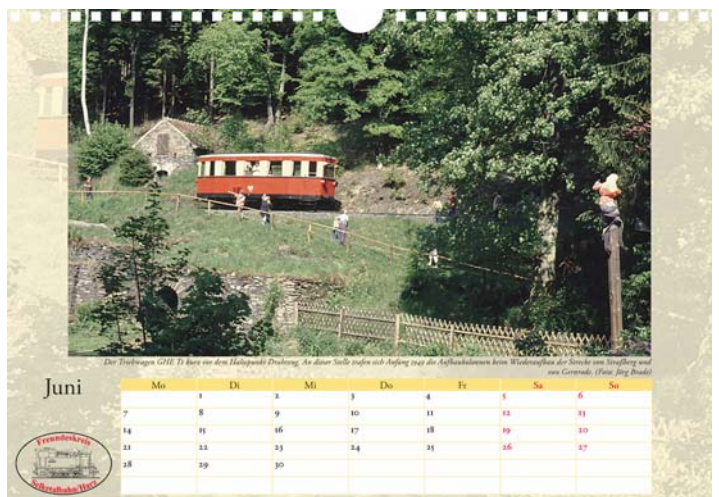 Der Triebwagen GHE T1 kurz vor dem Haltepunkt Drahtzug. An dieser Stelle trafen sich Anfang 1949 die Aufbaukolonnen beim Wiederaufbau der Strecke von Straßberg und
von Gernrode. (Foto: Jörg Bode)
Juni
Mo Di Mi Do Fr Sa So
1 2 3 4 5 6
7 8 9 10 11 12 13
14 15 16 17 18 19 20
21 22 23 24 25 26 27
28 29 30
Freundeskreis
Selketalbahn/Harz